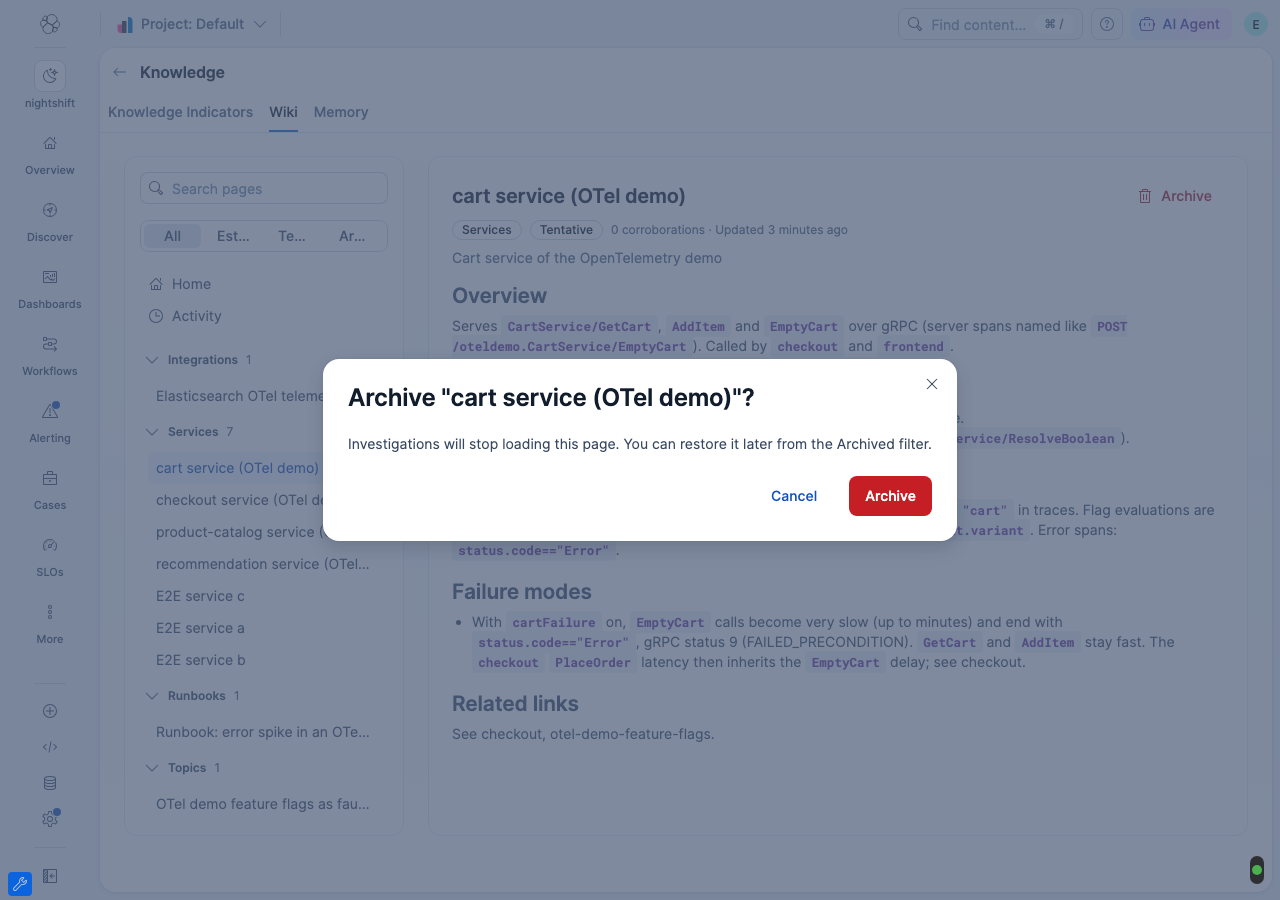 Project: Default
Find content...
⌘ /
AI Agent
E
nightshift
Overview
Discover
Dashboards
Workflows
Alerting
Cases
SLOs
More
Knowledge
Knowledge Indicators
Wiki
Memory
Search pages
All
Est...
Te...
Ar...
Home
Activity
Integrations 1
Elasticsearch OTel teleme
Services 7
cart service (OTel demo)
checkout service (OTel de
product-catalog service (
recommendation service (OTel...
E2E service c
E2E service a
E2E service b
Runbooks 1
Runbook: error spike in an OTe...
Topics 1
OTel demo feature flags as fau...
cart service (OTel demo)
Archive
Services
Tentative
0 corroborations · Updated 3 minutes ago
Cart service of the OpenTelemetry demo
Overview
Serves CartService/GetCart , AddItem and EmptyCart over gRPC (server spans named like POST
/oteldemo.CartService/EmptyCart ). Called by checkout and frontend .
e.
ervice/ResolveBoolean ).
"cart" in traces. Flag evaluations are
t.variant . Error spans:
status.code=="Error" .
Archive "cart service (OTel demo)"?
Investigations will stop loading this page. You can restore it later from the Archived filter.
Cancel
Archive
Failure modes
• With cartFailure on, EmptyCart calls become very slow (up to minutes) and end with
status.code=="Error" , gRPC status 9 (FAILED_PRECONDITION). GetCart and AddItem stay fast. The
checkout PlaceOrder latency then inherits the EmptyCart delay; see checkout.
Related links
See checkout, otel-demo-feature-flags.